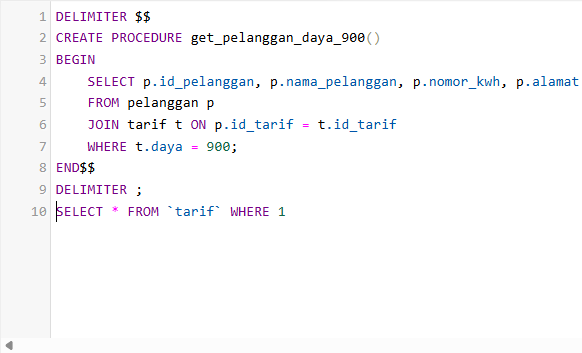 1 DELIMITER $$
2 CREATE PROCEDURE get_pelanggan_daya_900()
3 BEGIN
4     SELECT p.id_pelanggan, p.nama_pelanggan, p.nomor_kwh, p.alamat
5     FROM pelanggan p
6     JOIN tarif t ON p.id_tarif = t.id_tarif
7     WHERE t.daya = 900;
8 END$$
9 DELIMITER ;
10 SELECT * FROM `tarif` WHERE 1